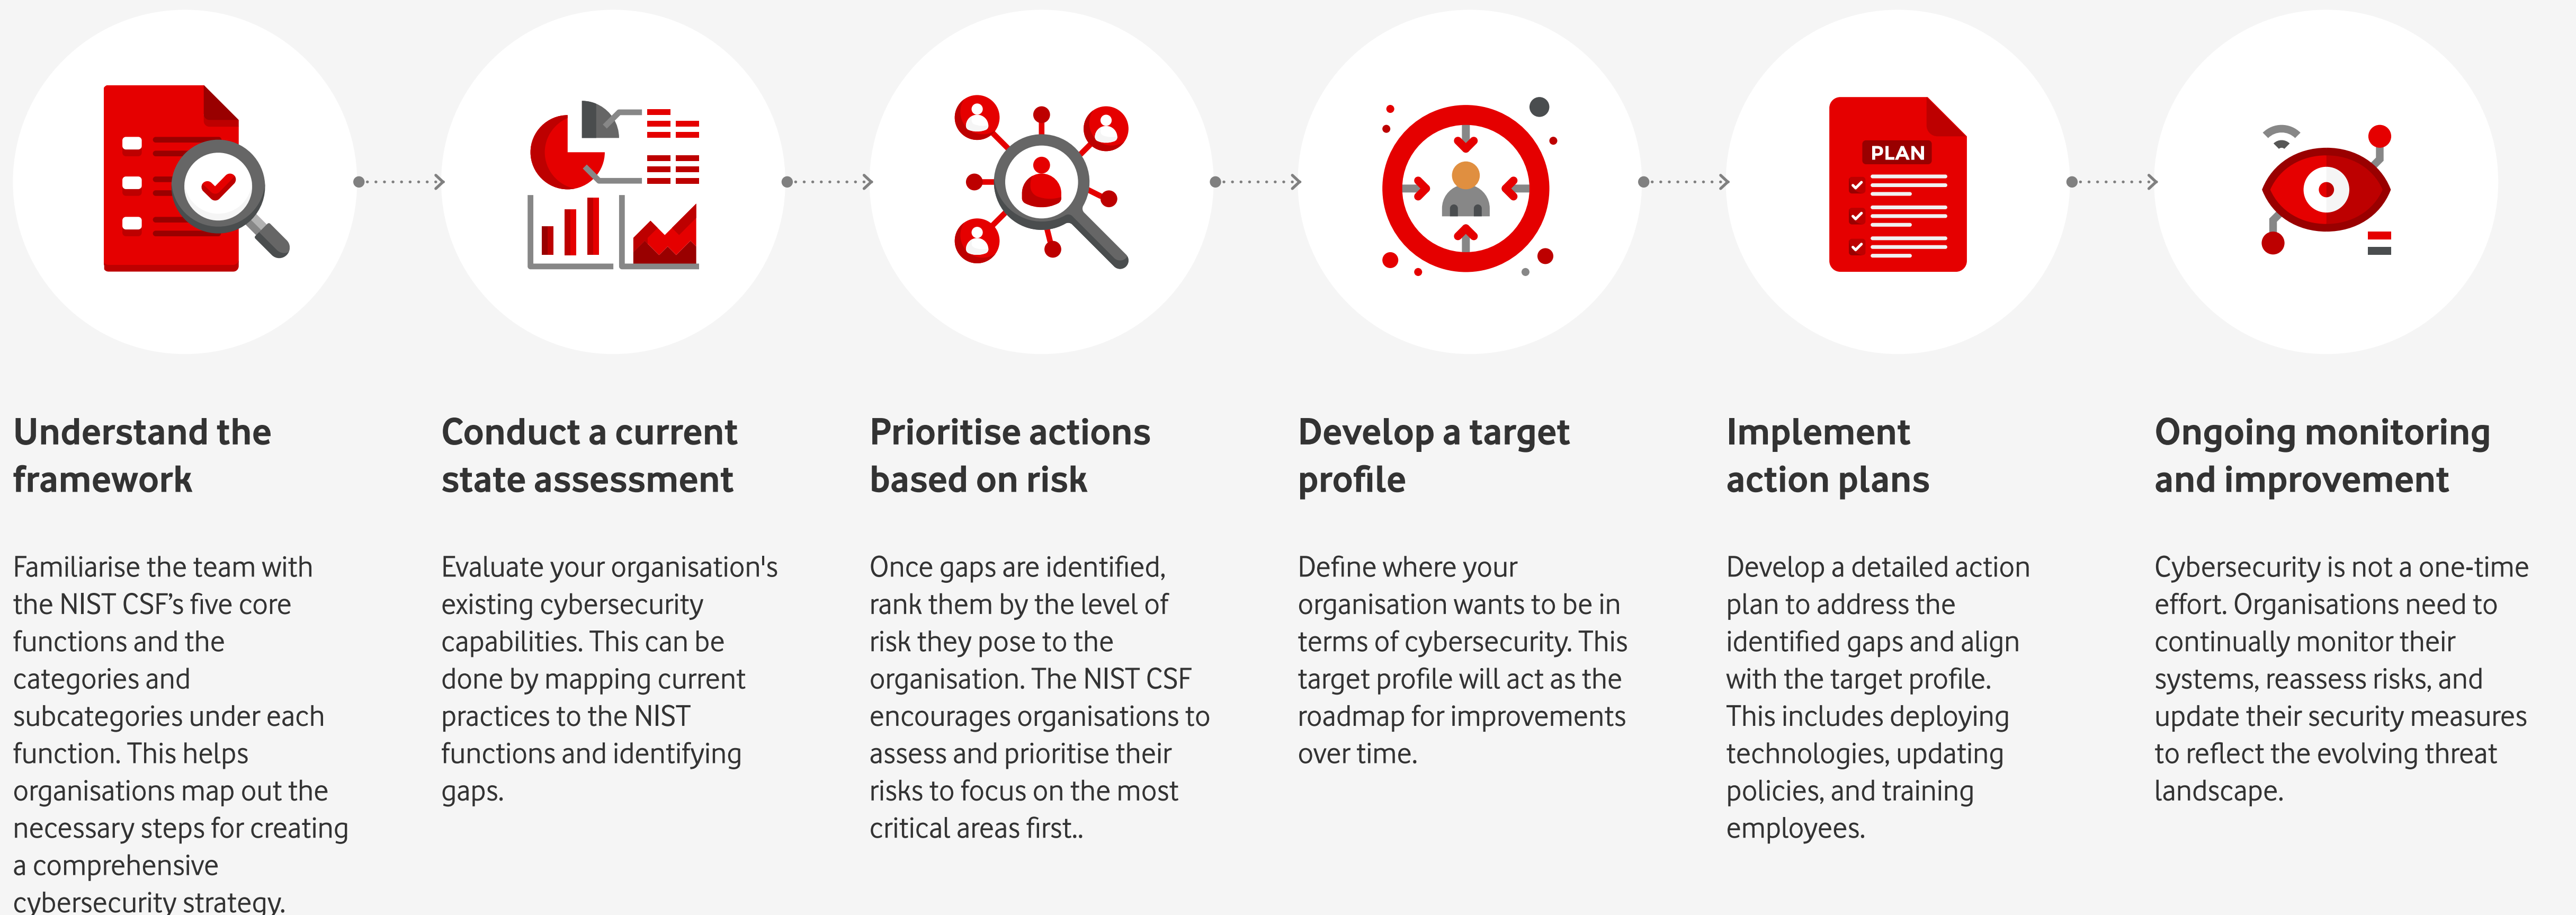 PLAN
Understand the
framework
Familiarise the team with
the NIST CSF’s five core
functions and the
categories and
subcategories under each
function. This helps
organisations map out the
necessary steps for creating
a comprehensive
cybersecurity strategy.
Conduct a current
state assessment
Evaluate your organisation's
existing cybersecurity
capabilities. This can be
done by mapping current
practices to the NIST
functions and identifying
gaps.
Prioritise actions
based on risk
Once gaps are identified,
rank them by the level of
risk they pose to the
organisation. The NIST CSF
encourages organisations to
assess and prioritise their
risks to focus on the most
critical areas first..
Develop a target
profile
Define where your
organisation wants to be in
terms of cybersecurity. This
target profile will act as the
roadmap for improvements
over time.
Implement
action plans
Develop a detailed action
plan to address the
identified gaps and align
with the target profile.
This includes deploying
technologies, updating
policies, and training
employees.
Ongoing monitoring
and improvement
Cybersecurity is not a one-time
effort. Organisations need to
continually monitor their
systems, reassess risks, and
update their security measures
to reflect the evolving threat
landscape.